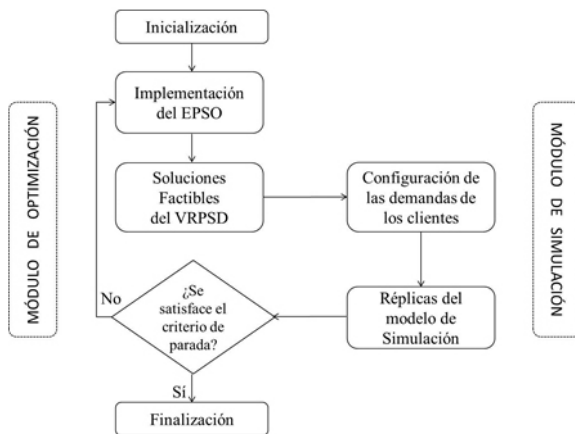 Inicialización
Implementación
del EPSO
Soluciones
Factibles
del VRPSD
Configuración de
las demandas de
los clientes
Réplicas del
modelo de
Simulación
¿Se
satisface el
criterio de
parada?
No
Sí
Finalización
MÓDULO DE OPTIMIZACIÓN
MÓDULO DE SIMULACIÓN